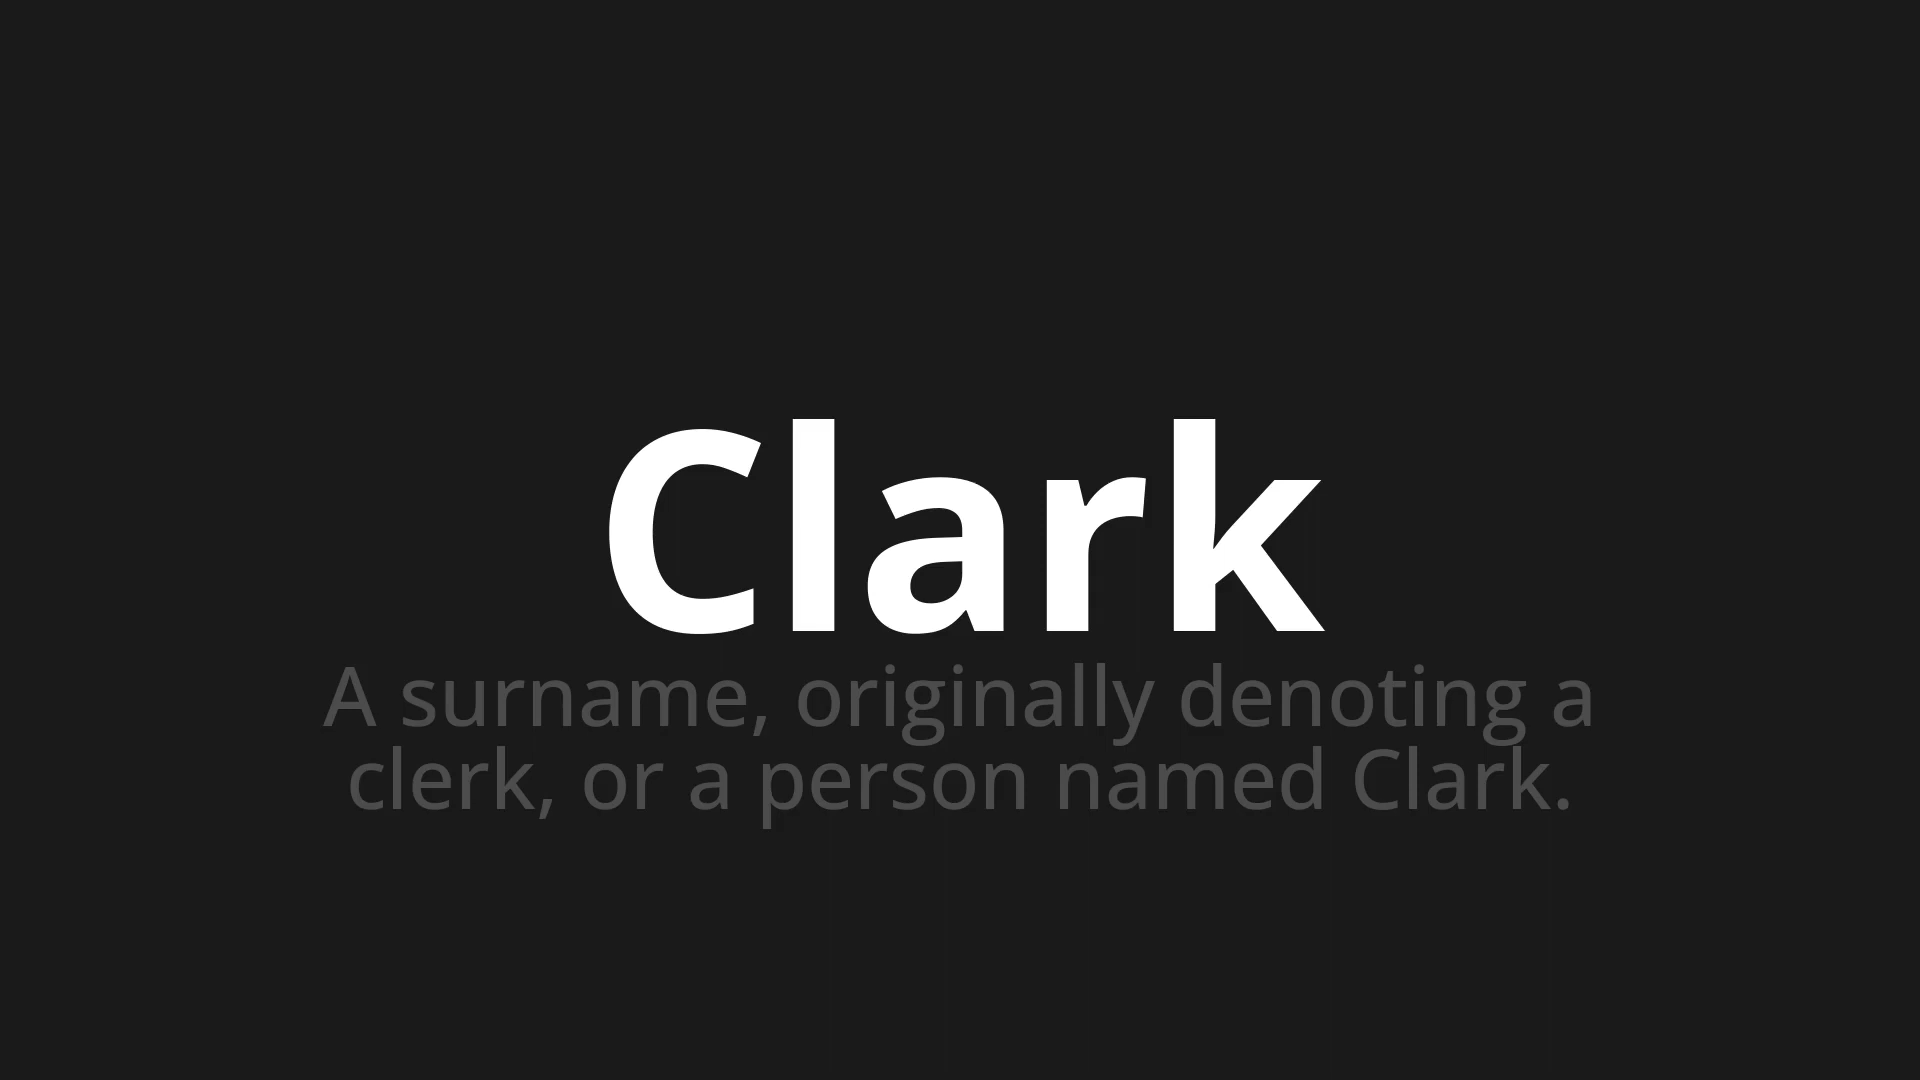 Clark
A surname, originally denoting a
clerk, or a person named Clark.